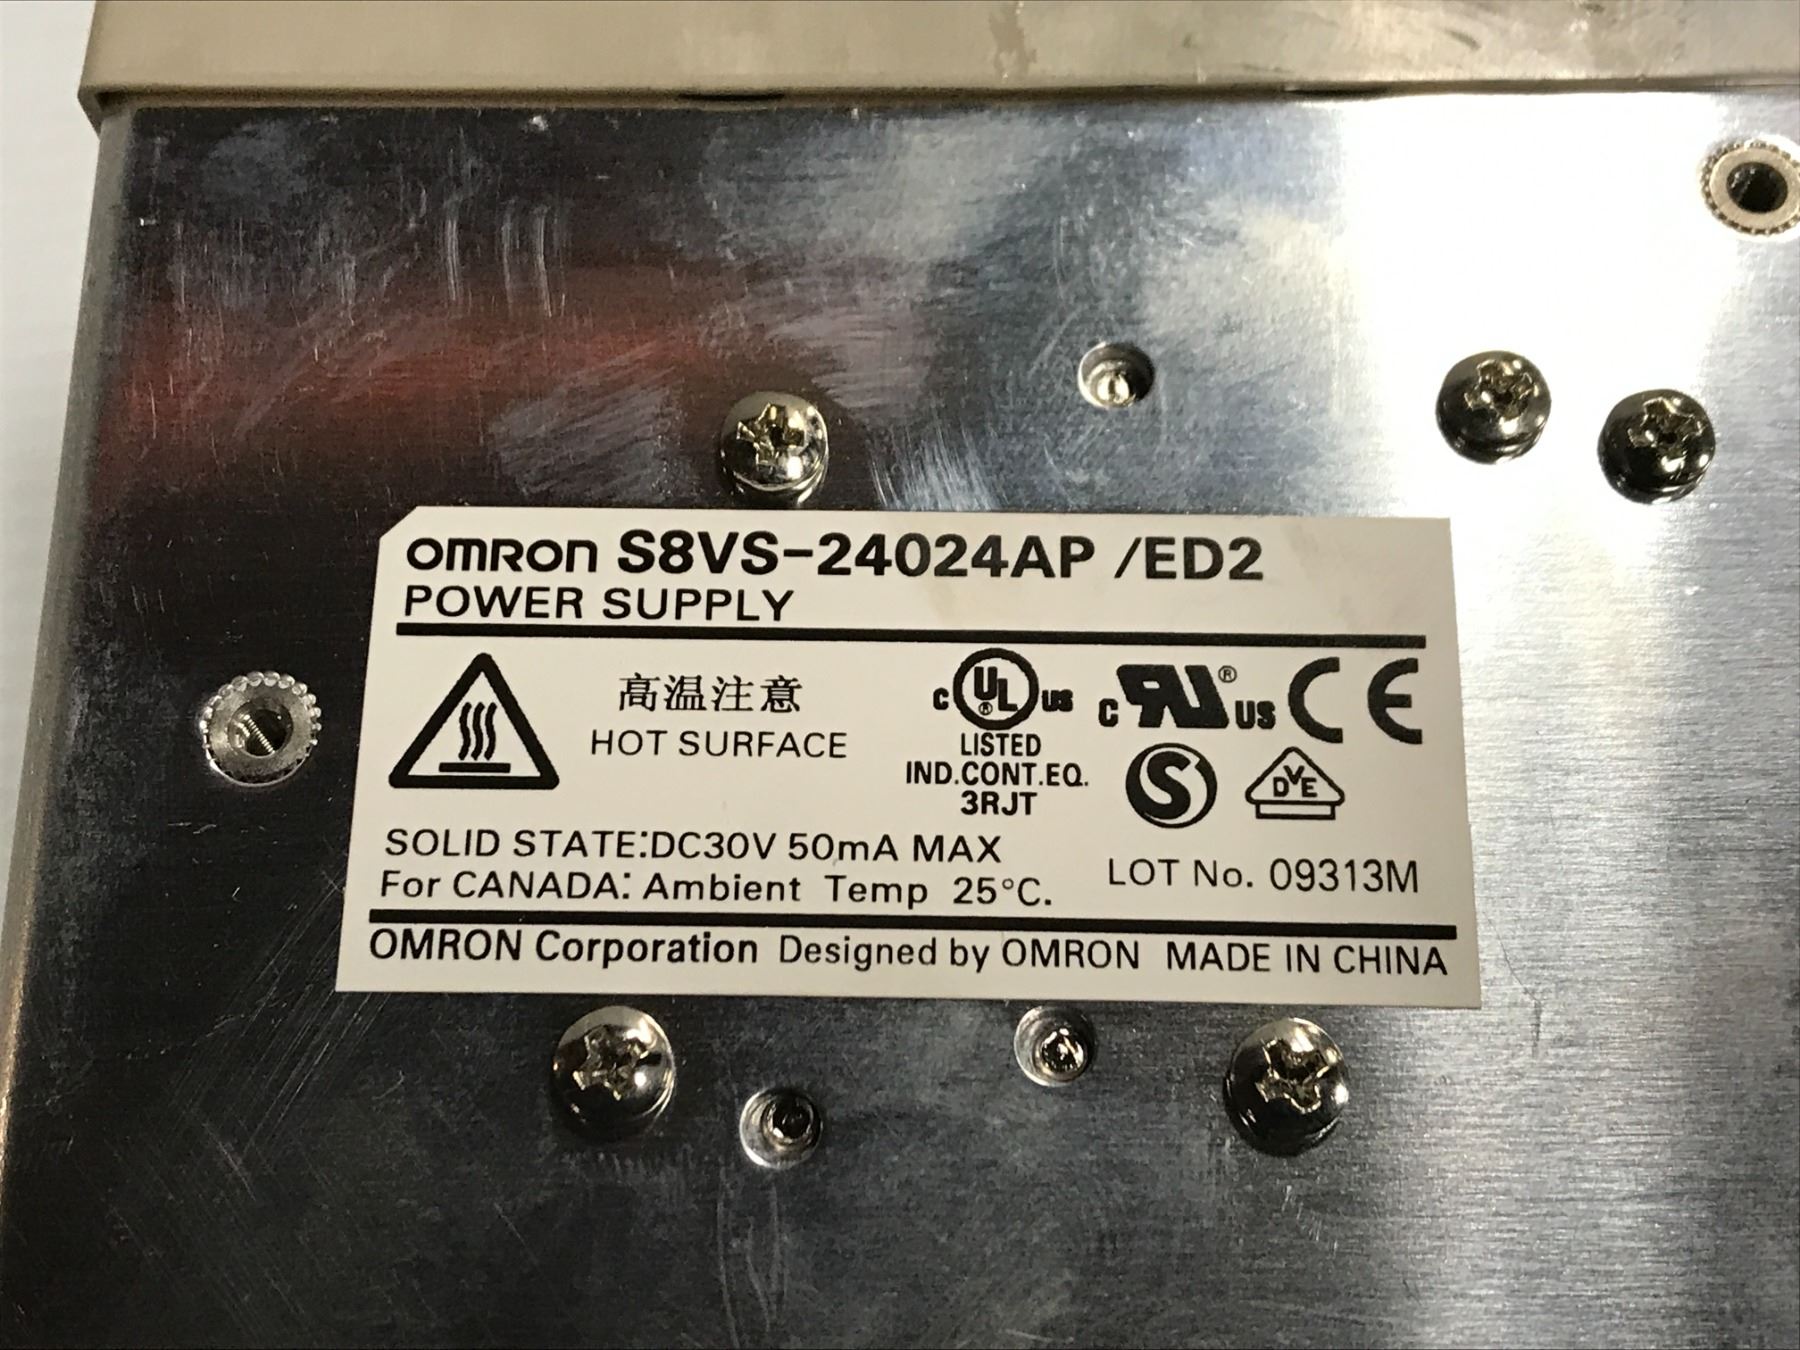 OMRON S8VS-24024AP /ED2
POWER SUPPLY
高温注意
HOT SURFACE
C UL ® US
LISTED
IND.CONT.EQ.
3RJT
C RU ® US
CE
S
DVE
SOLID STATE:DC30V 50mA MAX
For CANADA: Ambient Temp 25°C.
LOT No. 09313M
OMRON Corporation Designed by OMRON MADE IN CHINA